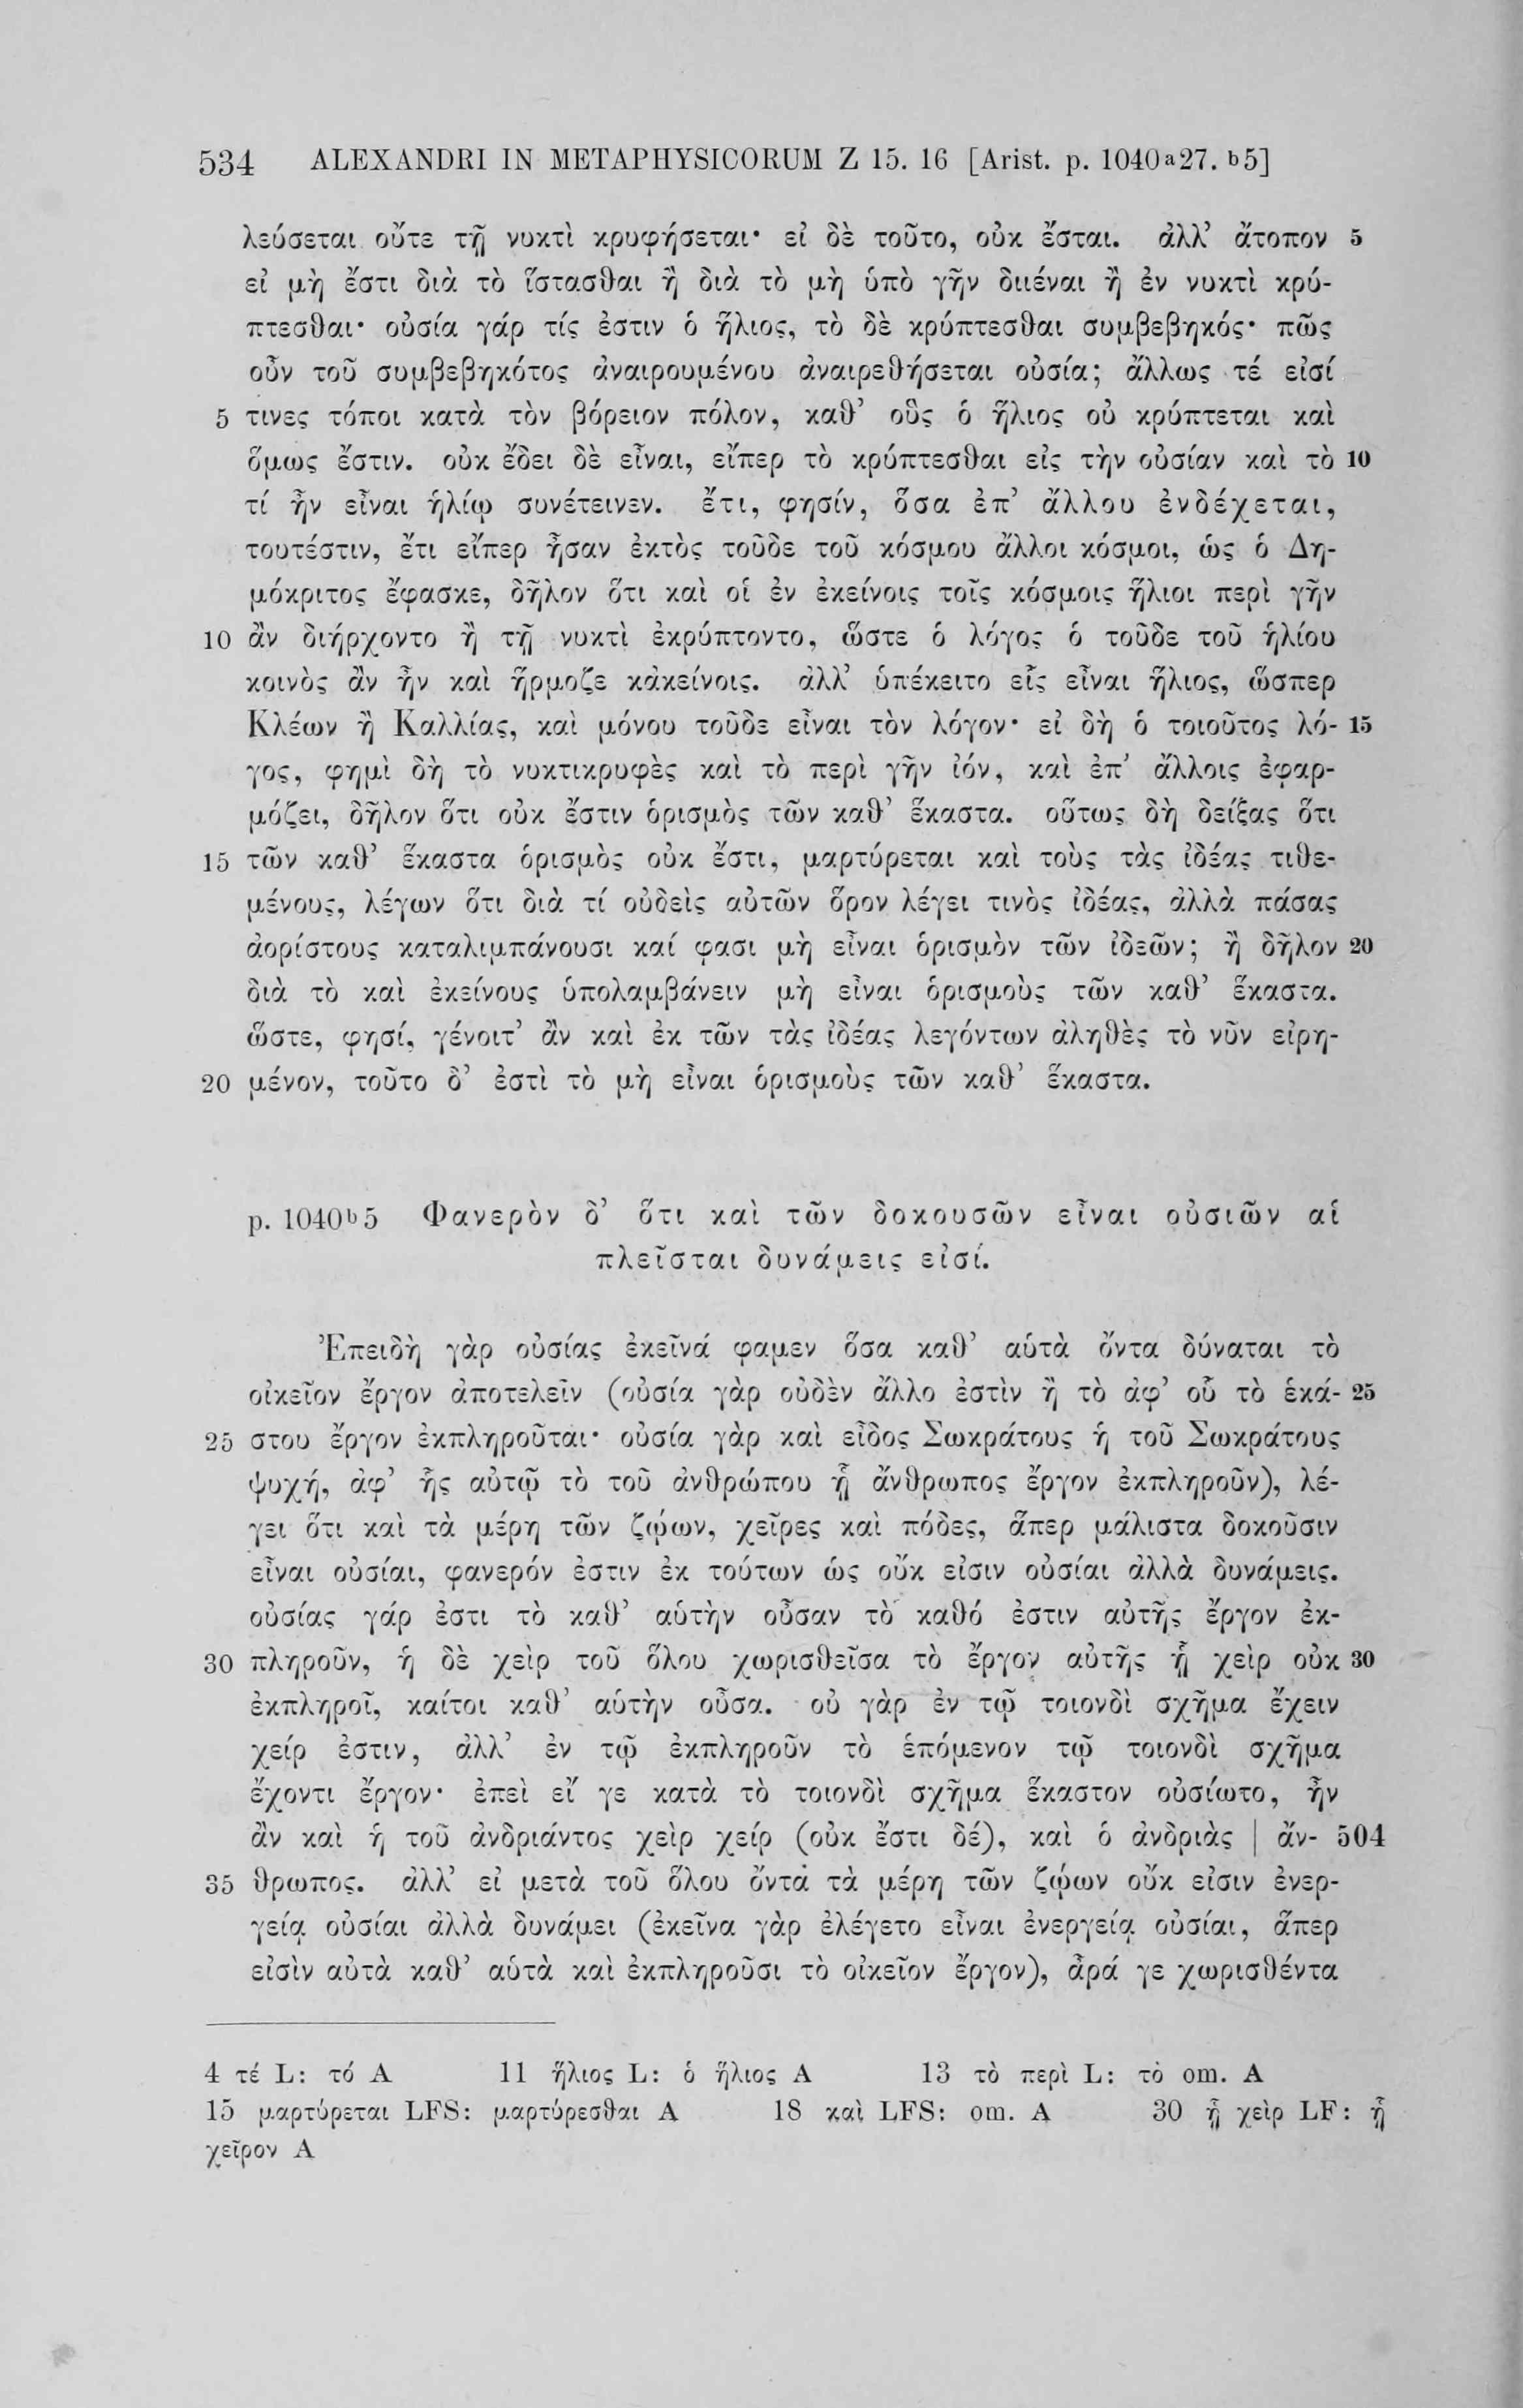 534 ALEXANDRI IN METAPHYSICORUM Z 15. 16 [Arist. p. 1040a27. b5]
λεύσεται οὔτε τῇ νυκτὶ κρυφήσεται· εἰ δὲ τοῦτο, οὐκ ἔσται. ἀλλ’ ἄτοπον 5
εἰ μὴ ἔστι διὰ τὸ ἵστασθαι ἢ διὰ τὸ μὴ ὑπὸ γῆν διιέναι ἢ ἐν νυκτὶ κρύ-
πτεσθαι· οὐσία γάρ τίς ἐστιν ὁ ἥλιος, τὸ δὲ κρύπτεσθαι συμβεβηκός· πῶς
οὖν τοῦ συμβεβηκότος ἀναιρουμένου ἀναιρεθήσεται οὐσία; ἄλλως τέ εἰσί
5 τινες τόποι κατὰ τὸν βόρειον πόλον, καθ’ οὓς ὁ ἥλιος οὐ κρύπτεται καὶ
ὅμως ἔστιν. οὐκ ἔδει δὲ εἶναι, εἴπερ τὸ κρύπτεσθαι εἰς τὴν οὐσίαν καὶ τὸ 10
τί ἦν εἶναι ἡλίῳ συνέτεινεν. ἔτι, φησίν, ὅσα ἐπ’ ἄλλου ἐνδέχεται,
τουτέστιν, ἔτι εἴπερ ἦσαν ἐκτὸς τοῦδε τοῦ κόσμου ἄλλοι κόσμοι, ὡς ὁ Δη-
μόκριτος ἔφασκε, δῆλον ὅτι καὶ οἱ ἐν ἐκείνοις τοῖς κόσμοις ἥλιοι περὶ γῆν
10 ἂν διήρχοντο ἢ τῇ νυκτὶ ἐκρύπτοντο, ὥστε ὁ λόγος ὁ τοῦδε τοῦ ἡλίου
κοινὸς ἂν ἦν καὶ ἥρμοζε κἀκείνοις. ἀλλ’ ὑπέκειτο εἷς εἶναι ἥλιος, ὥσπερ
Κλέων ἢ Καλλίας, καὶ μόνου τοῦδε εἶναι τὸν λόγον· εἰ δὴ ὁ τοιοῦτος λό- 15
γος, φημὶ δὴ τὸ νυκτικρυφὲς καὶ τὸ περὶ γῆν ἰόν, καὶ ἐπ’ ἄλλοις ἐφαρ-
μόζει, δῆλον ὅτι οὐκ ἔστιν ὁρισμὸς τῶν καθ’ ἕκαστα. οὕτως δὴ δείξας ὅτι
15 τῶν καθ’ ἕκαστα ὁρισμὸς οὐκ ἔστι, μαρτύρεται καὶ τοὺς τὰς ἰδέας τιθε-
μένους, λέγων ὅτι διὰ τί οὐδεὶς αὐτῶν ὅρον λέγει τινὸς ἰδέας, ἀλλὰ πάσας
ἀορίστους καταλιμπάνουσι καί φασι μὴ εἶναι ὁρισμὸν τῶν ἰδεῶν; ἢ δῆλον 20
διὰ τὸ καὶ ἐκείνους ὑπολαμβάνειν μὴ εἶναι ὁρισμοὺς τῶν καθ’ ἕκαστα.
ὥστε, φησί, γένοιτ’ ἂν καὶ ἐκ τῶν τὰς ἰδέας λεγόντων ἀληθὲς τὸ νῦν εἰρη-
20 μένον, τοῦτο δ’ ἐστὶ τὸ μὴ εἶναι ὁρισμοὺς τῶν καθ’ ἕκαστα.
p. 1040b5 Φανερὸν δ’ ὅτι καὶ τῶν δοκουσῶν εἶναι οὐσιῶν αἱ
πλεῖσται δυνάμεις εἰσί.
Ἐπειδὴ γὰρ οὐσίας ἐκεῖνά φαμεν ὅσα καθ’ αὑτὰ ὄντα δύναται τὸ
οἰκεῖον ἔργον ἀποτελεῖν (οὐσία γὰρ οὐδὲν ἄλλο ἐστὶν ἢ τὸ ἀφ’ οὗ τὸ ἑκά- 25
25 στου ἔργον ἐκπληροῦται· οὐσία γὰρ καὶ εἶδος Σωκράτους ἡ τοῦ Σωκράτους
ψυχή, ἀφ’ ἧς αὐτῷ τὸ τοῦ ἀνθρώπου ᾗ ἄνθρωπος ἔργον ἐκπληροῦν), λέ-
γει ὅτι καὶ τὰ μέρη τῶν ζῴων, χεῖρες καὶ πόδες, ἅπερ μάλιστα δοκοῦσιν
εἶναι οὐσίαι, φανερόν ἐστιν ἐκ τούτων ὡς οὔκ εἰσιν οὐσίαι ἀλλὰ δυνάμεις.
οὐσίας γάρ ἐστι τὸ καθ’ αὑτὴν οὖσαν τὸ καθό ἐστιν αὐτῆς ἔργον ἐκ-
30 πληροῦν, ἡ δὲ χεὶρ τοῦ ὅλου χωρισθεῖσα τὸ ἔργον αὐτῆς ᾗ χεὶρ οὐκ 30
ἐκπληροῖ, καίτοι καθ’ αὑτὴν οὖσα. οὐ γὰρ ἐν τῷ τοιονδὶ σχῆμα ἔχειν
χείρ ἐστιν, ἀλλ’ ἐν τῷ ἐκπληροῦν τὸ ἑπόμενον τῷ τοιονδὶ σχῆμα
ἔχοντι ἔργον· ἐπεὶ εἴ γε κατὰ τὸ τοιονδὶ σχῆμα ἕκαστον οὐσίωτο, ἦν
ἂν καὶ ἡ τοῦ ἀνδριάντος χεὶρ χείρ (οὐκ ἔστι δέ), καὶ ὁ ἀνδριὰς | ἄν- 504
35 θρωπος. ἀλλ’ εἰ μετὰ τοῦ ὅλου ὄντα τὰ μέρη τῶν ζῴων οὔκ εἰσιν ἐνερ-
γείᾳ οὐσίαι ἀλλὰ δυνάμει (ἐκεῖνα γὰρ ἐλέγετο εἶναι ἐνεργείᾳ οὐσίαι, ἅπερ
εἰσὶν αὐτὰ καθ’ αὑτὰ καὶ ἐκπληροῦσι τὸ οἰκεῖον ἔργον), ἆρά γε χωρισθέντα
4 τέ L: τό A 11 ἥλιος L: ὁ ἥλιος A 13 τὸ περὶ L: τὸ om. A
15 μαρτύρεται LFS: μαρτύρεσθαι A 18 καὶ LFS: om. A 30 ᾗ χεὶρ LF: ᾗ
χεῖρον A